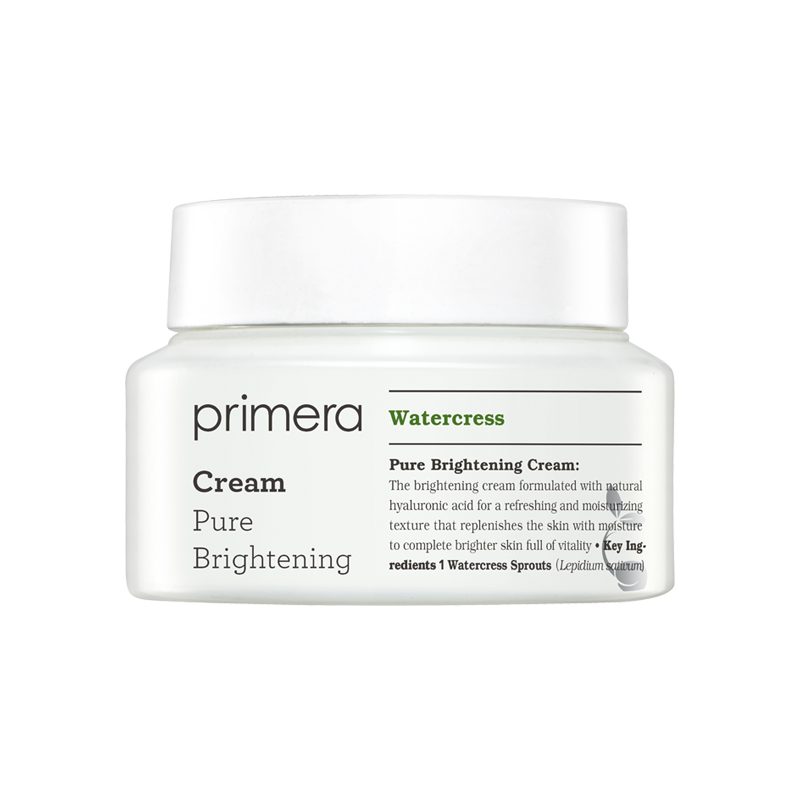 primera
Cream
Pure
Brightening
Watercress
Pure Brightening Cream:
The brightening cream formulated with natural
hyaluronic acid for a refreshing and moisturizing
texture that replenishes the skin with moisture
to complete brighter skin full of vitality • Key Ing-
redients 1 Watercress Sprouts (Lepidium sativum)